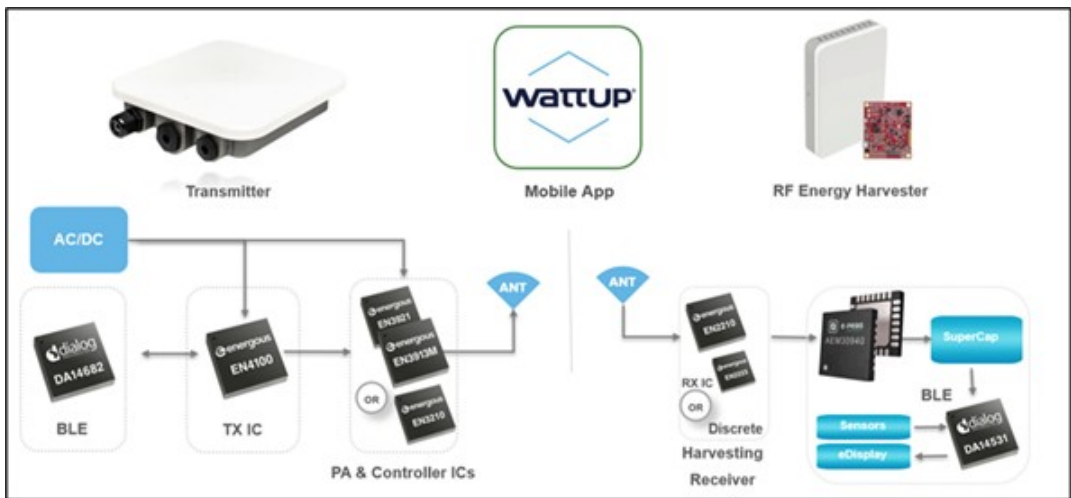 WATTUP
Transmitter
Mobile App
RF Energy Harvester
AC/DC
ANT
dialog
DA14682
BLE
energous
EN4100
TX IC
energous
EN3921
energous
EN3913M
OR
energous
EN3210
PA & Controller ICs
ANT
energous
EN2210
energous
RX IC
OR
Discrete
Harvesting
Receiver
e-peas
AEM30940
SuperCap
BLE
Sensors
eDisplay
dialog
DA14531